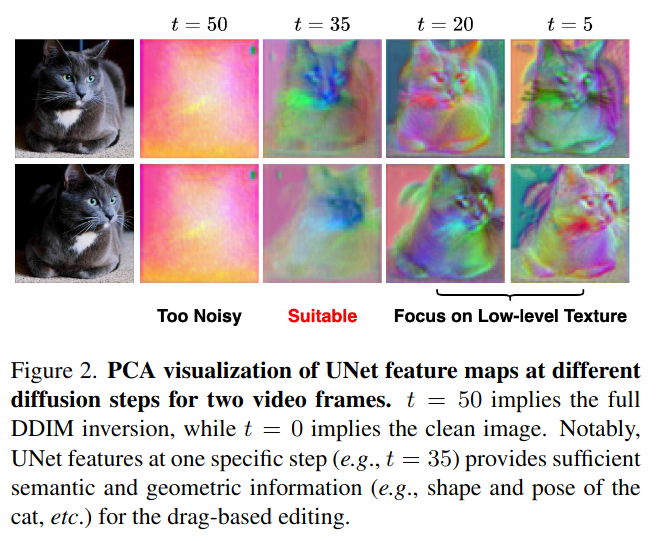 t = 50 t = 35 t = 20 t = 5
Too Noisy Suitable Focus on Low-level Texture
Figure 2. PCA visualization of UNet feature maps at different
diffusion steps for two video frames. t = 50 implies the full
DDIM inversion, while t = 0 implies the clean image. Notably,
UNet features at one specific step (e.g., t = 35) provides sufficient
semantic and geometric information (e.g., shape and pose of the
cat, etc.) for the drag-based editing.